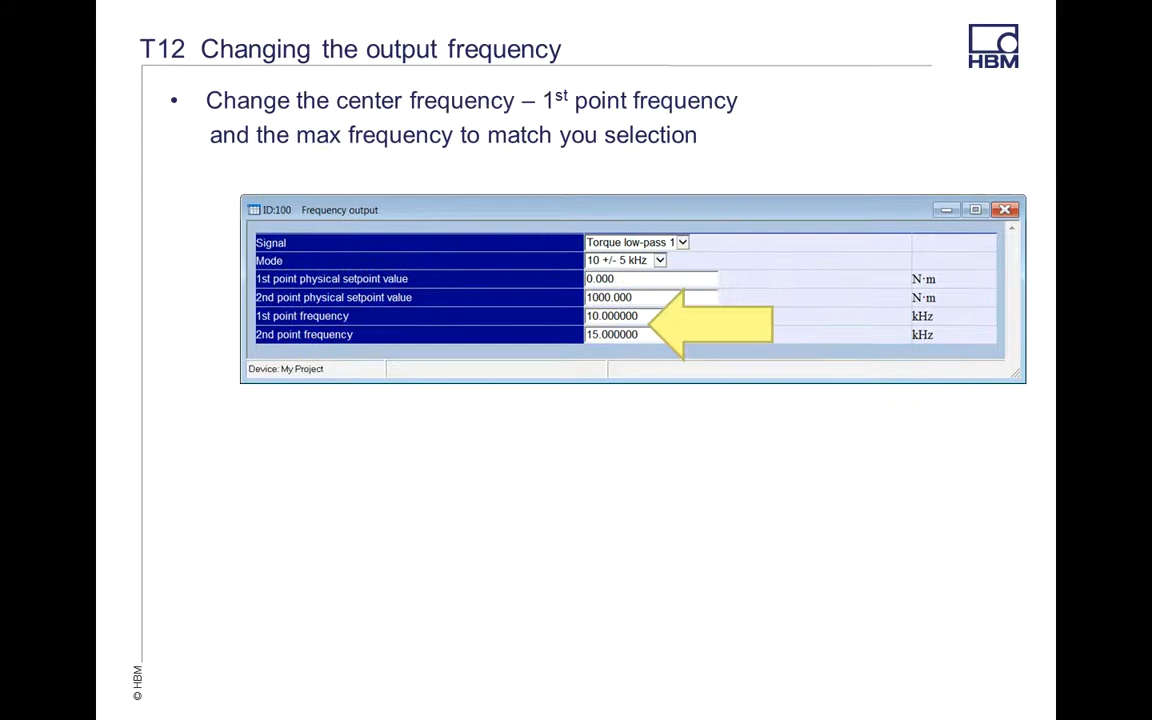 T12 Changing the output frequency
HBM
• Change the center frequency – 1st point frequency
and the max frequency to match you selection
ID:100 Frequency output
Signal Torque low-pass 1
Mode 10 +/- 5 kHz
1st point physical setpoint value 0.000 N·m
2nd point physical setpoint value 1000.000 N·m
1st point frequency 10.000000 kHz
2nd point frequency 15.000000 kHz
Device: My Project
© HBM